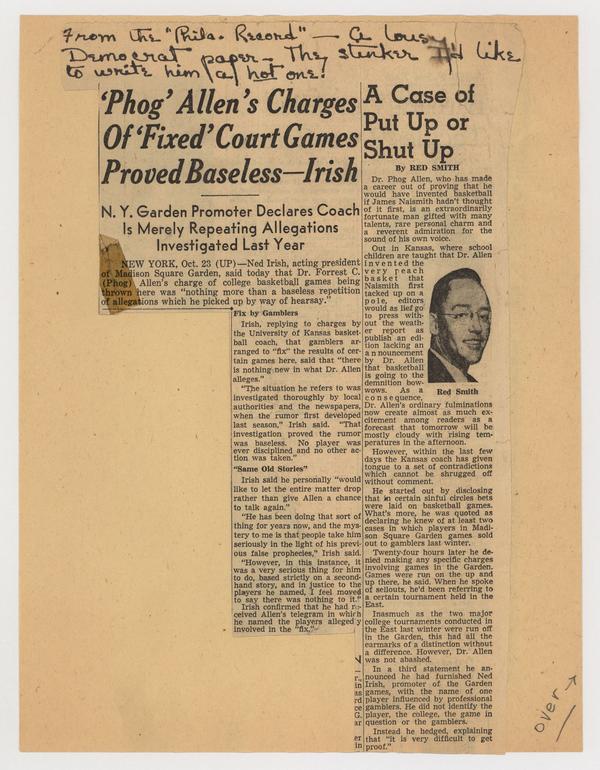 From the "Phila. Record" — A lousy
Democrat paper — They stinker I'd like
to write him a hot one!
'Phog' Allen's Charges
Of 'Fixed' Court Games
Proved Baseless—Irish
N. Y. Garden Promoter Declares Coach
Is Merely Repeating Allegations
Investigated Last Year
NEW YORK, Oct. 23 (UP)—Ned Irish, acting president
of Madison Square Garden, said today that Dr. Forrest C.
(Phog) Allen's charge of college basketball games being
thrown here was "nothing more than a baseless repetition
of allegations which he picked up by way of hearsay."
Fix by Gamblers
Irish, replying to charges by
the University of Kansas basket-
ball coach, that gamblers ar-
ranged to "fix" the results of cer-
tain games here, said that "there
is nothing new in what Dr. Allen
alleges."
"The situation he refers to was
investigated thoroughly by local
authorities and the newspapers,
when the rumor first developed
last season," Irish said. "That
investigation proved the rumor
was baseless. No player was
ever disciplined and no other ac-
tion was taken."
"Same Old Stories"
Irish said he personally "would
like to let the entire matter drop
rather than give Allen a chance
to talk again."
"He has been doing that sort of
thing for years now, and the mys-
tery to me is that people take him
seriously in the light of his previ-
ous false prophecies," Irish said.
"However, in this instance, it
was a very serious thing for him
to do, based strictly on a second-
hand story, and in justice to the
players he named, I feel moved
to say there was nothing to it."
Irish confirmed that he had re-
ceived Allen's telegram in which
he named the players allegedly
involved in the "fix."
A Case of
Put Up or
Shut Up
By RED SMITH
Dr. Phog Allen, who has made
a career out of proving that he
would have invented basketball
if James Naismith hadn't thought
of it first, is an extraordinarily
fortunate man gifted with many
talents, rare personal charm and
a reverent admiration for the
sound of his own voice.
Out in Kansas, where school
children are taught that Dr. Allen
invented the
very peach
basket that
Naismith first
tacked up on a
pole, editors
would as lief go
to press with-
out the weath-
er report as
publish an edi-
tion lacking an
announcement
by Dr. Allen
that basketball
is going to the
demnition bow-
wows. As a
consequence,
Red Smith
Dr. Allen's ordinary fulminations
now create almost as much ex-
citement among readers as a
forecast that tomorrow will be
mostly cloudy with rising tem-
peratures in the afternoon.
However, within the last few
days the Kansas coach has given
tongue to a set of contradictions
which cannot be shrugged off
without comment.
He started out by disclosing
that in certain sinful circles bets
were laid on basketball games.
What's more, he was quoted as
declaring he knew of at least two
cases in which players in Madi-
son Square Garden games sold
out to gamblers last winter.
Twenty-four hours later he de-
nied making any specific charges
involving games in the Garden.
Games were run on the up and
up there, he said. When he spoke
of sellouts, he'd been referring to
a certain tournament held in the
East.
Inasmuch as the two major
college tournaments conducted in
the East last winter were run off
in the Garden, this had all the
earmarks of a distinction without
a difference. However, Dr. Allen
was not abashed.
In a third statement he an-
nounced he had furnished Ned
Irish, promoter of the Garden
games, with the name of one
player influenced by professional
gamblers. He did not identify the
player, the college, the game in
question or the gamblers.
Instead he hedged, explaining
that "it is very difficult to get
proof."
over